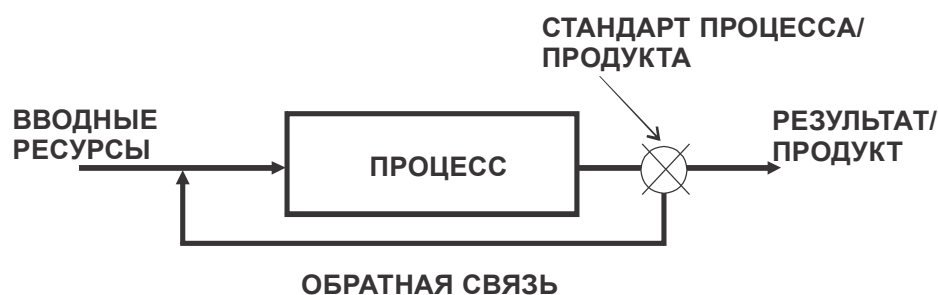 СТАНДАРТ ПРОЦЕССА/
ПРОДУКТА
ВВОДНЫЕ
РЕСУРСЫ
ПРОЦЕСС
РЕЗУЛЬТАТ/
ПРОДУКТ
ОБРАТНАЯ СВЯЗЬ